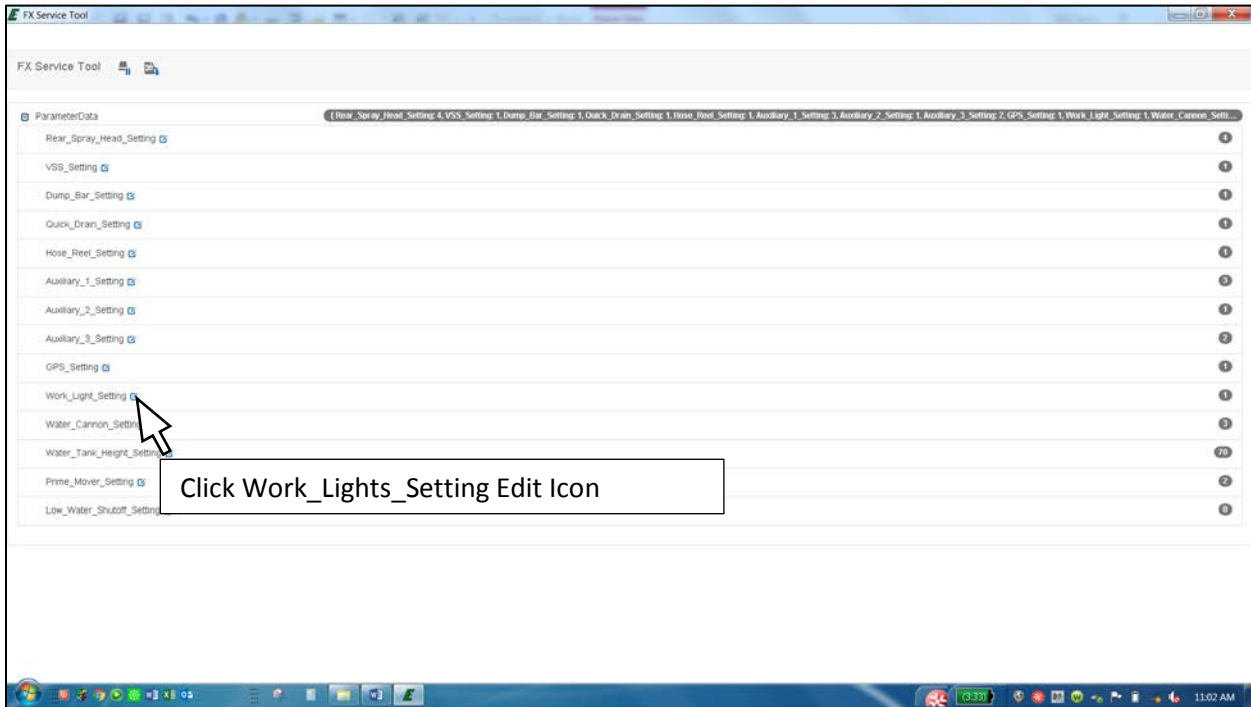 FX Service Tool
FX Service Tool
ParameterData
{ Rear_Spray_Head_Setting: 4, VSS_Setting: 1, Dump_Bar_Setting: 1, Quick_Drain_Setting: 1, Hose_Reel_Setting: 1, Auxiliary_1_Setting: 3, Auxiliary_2_Setting: 1, Auxiliary_3_Setting: 2, GPS_Setting: 1, Work_Light_Setting: 1, Water_Cannon_Setti...
Rear_Spray_Head_Setting 4
VSS_Setting 1
Dump_Bar_Setting 1
Quick_Drain_Setting 1
Hose_Reel_Setting 1
Auxiliary_1_Setting 3
Auxiliary_2_Setting 1
Auxiliary_3_Setting 2
GPS_Setting 1
Work_Light_Setting 1
Water_Cannon_Setting 3
Water_Tank_Height_Setting 70
Prime_Mover_Setting 2
Click Work_Lights_Setting Edit Icon
Low_Water_Shutoff_Setting 0
(3:33) 11:02 AM